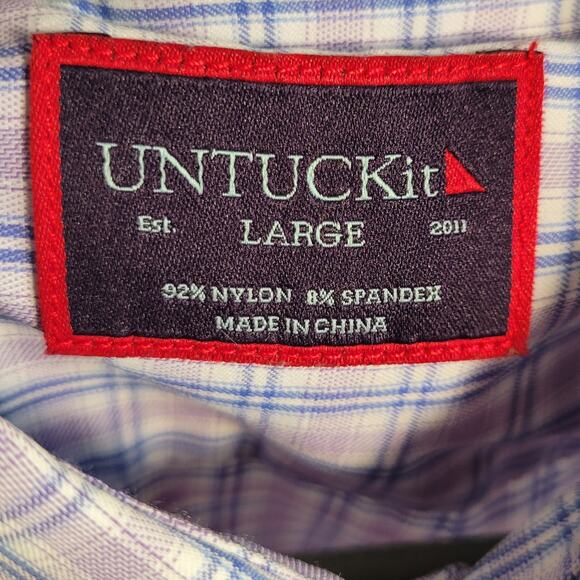 UNTUCKit
Est. LARGE 2011
92% NYLON 8% SPANDEX
MADE IN CHINA